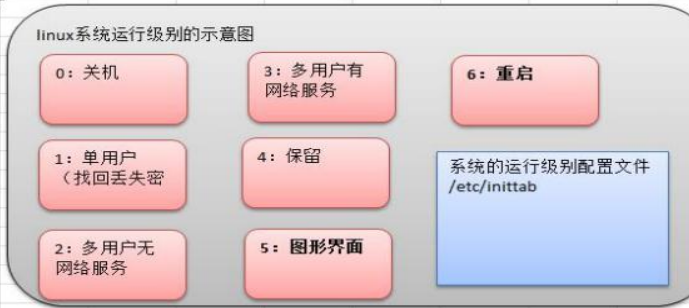 linux系统运行级别的示意图
0：关机
1：单用户
（找回丢失密
2：多用户无
网络服务
3：多用户有
网络服务
4：保留
5：图形界面
6：重启
系统的运行级别配置文件
/etc/inittab